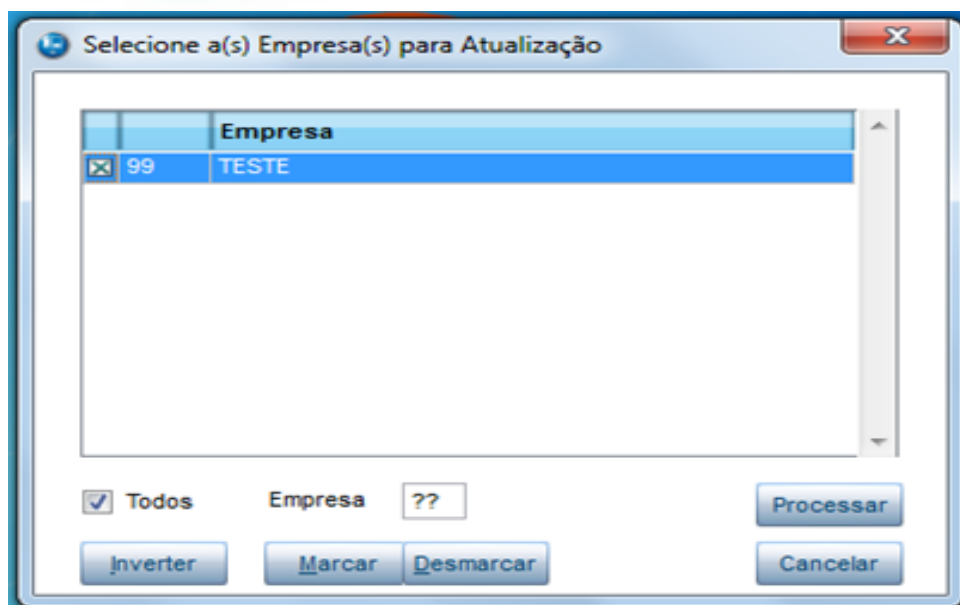 Selecione a(s) Empresa(s) para Atualização
Empresa
99 TESTE
Todos Empresa ?? Processar
Inverter Marcar Desmarcar Cancelar